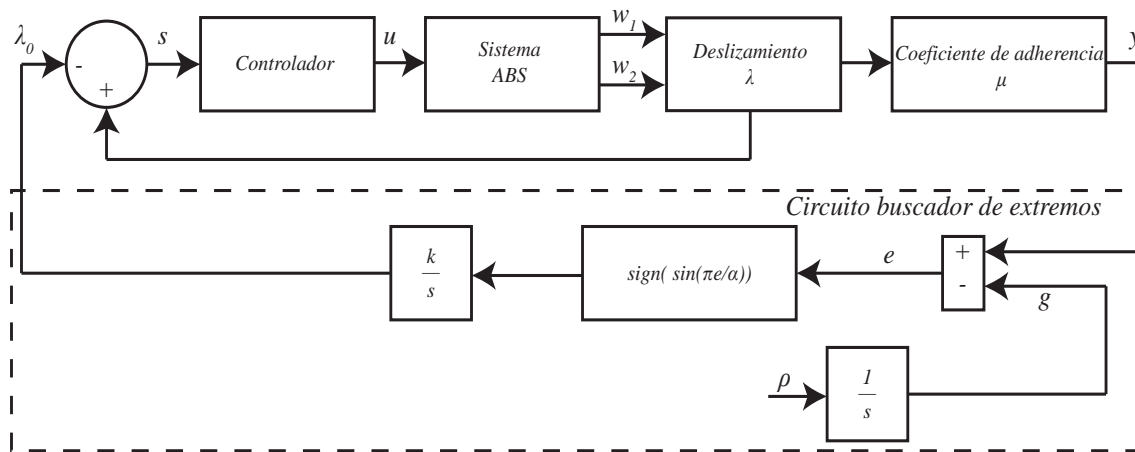 λ0
-
+
s
Controlador
u
Sistema
ABS
w1
w2
Deslizamiento
λ
Coeficiente de adherencia
μ
y
Circuito buscador de extremos
k
s
sign( sin(πe/α))
e
+
-
g
ρ
1
s